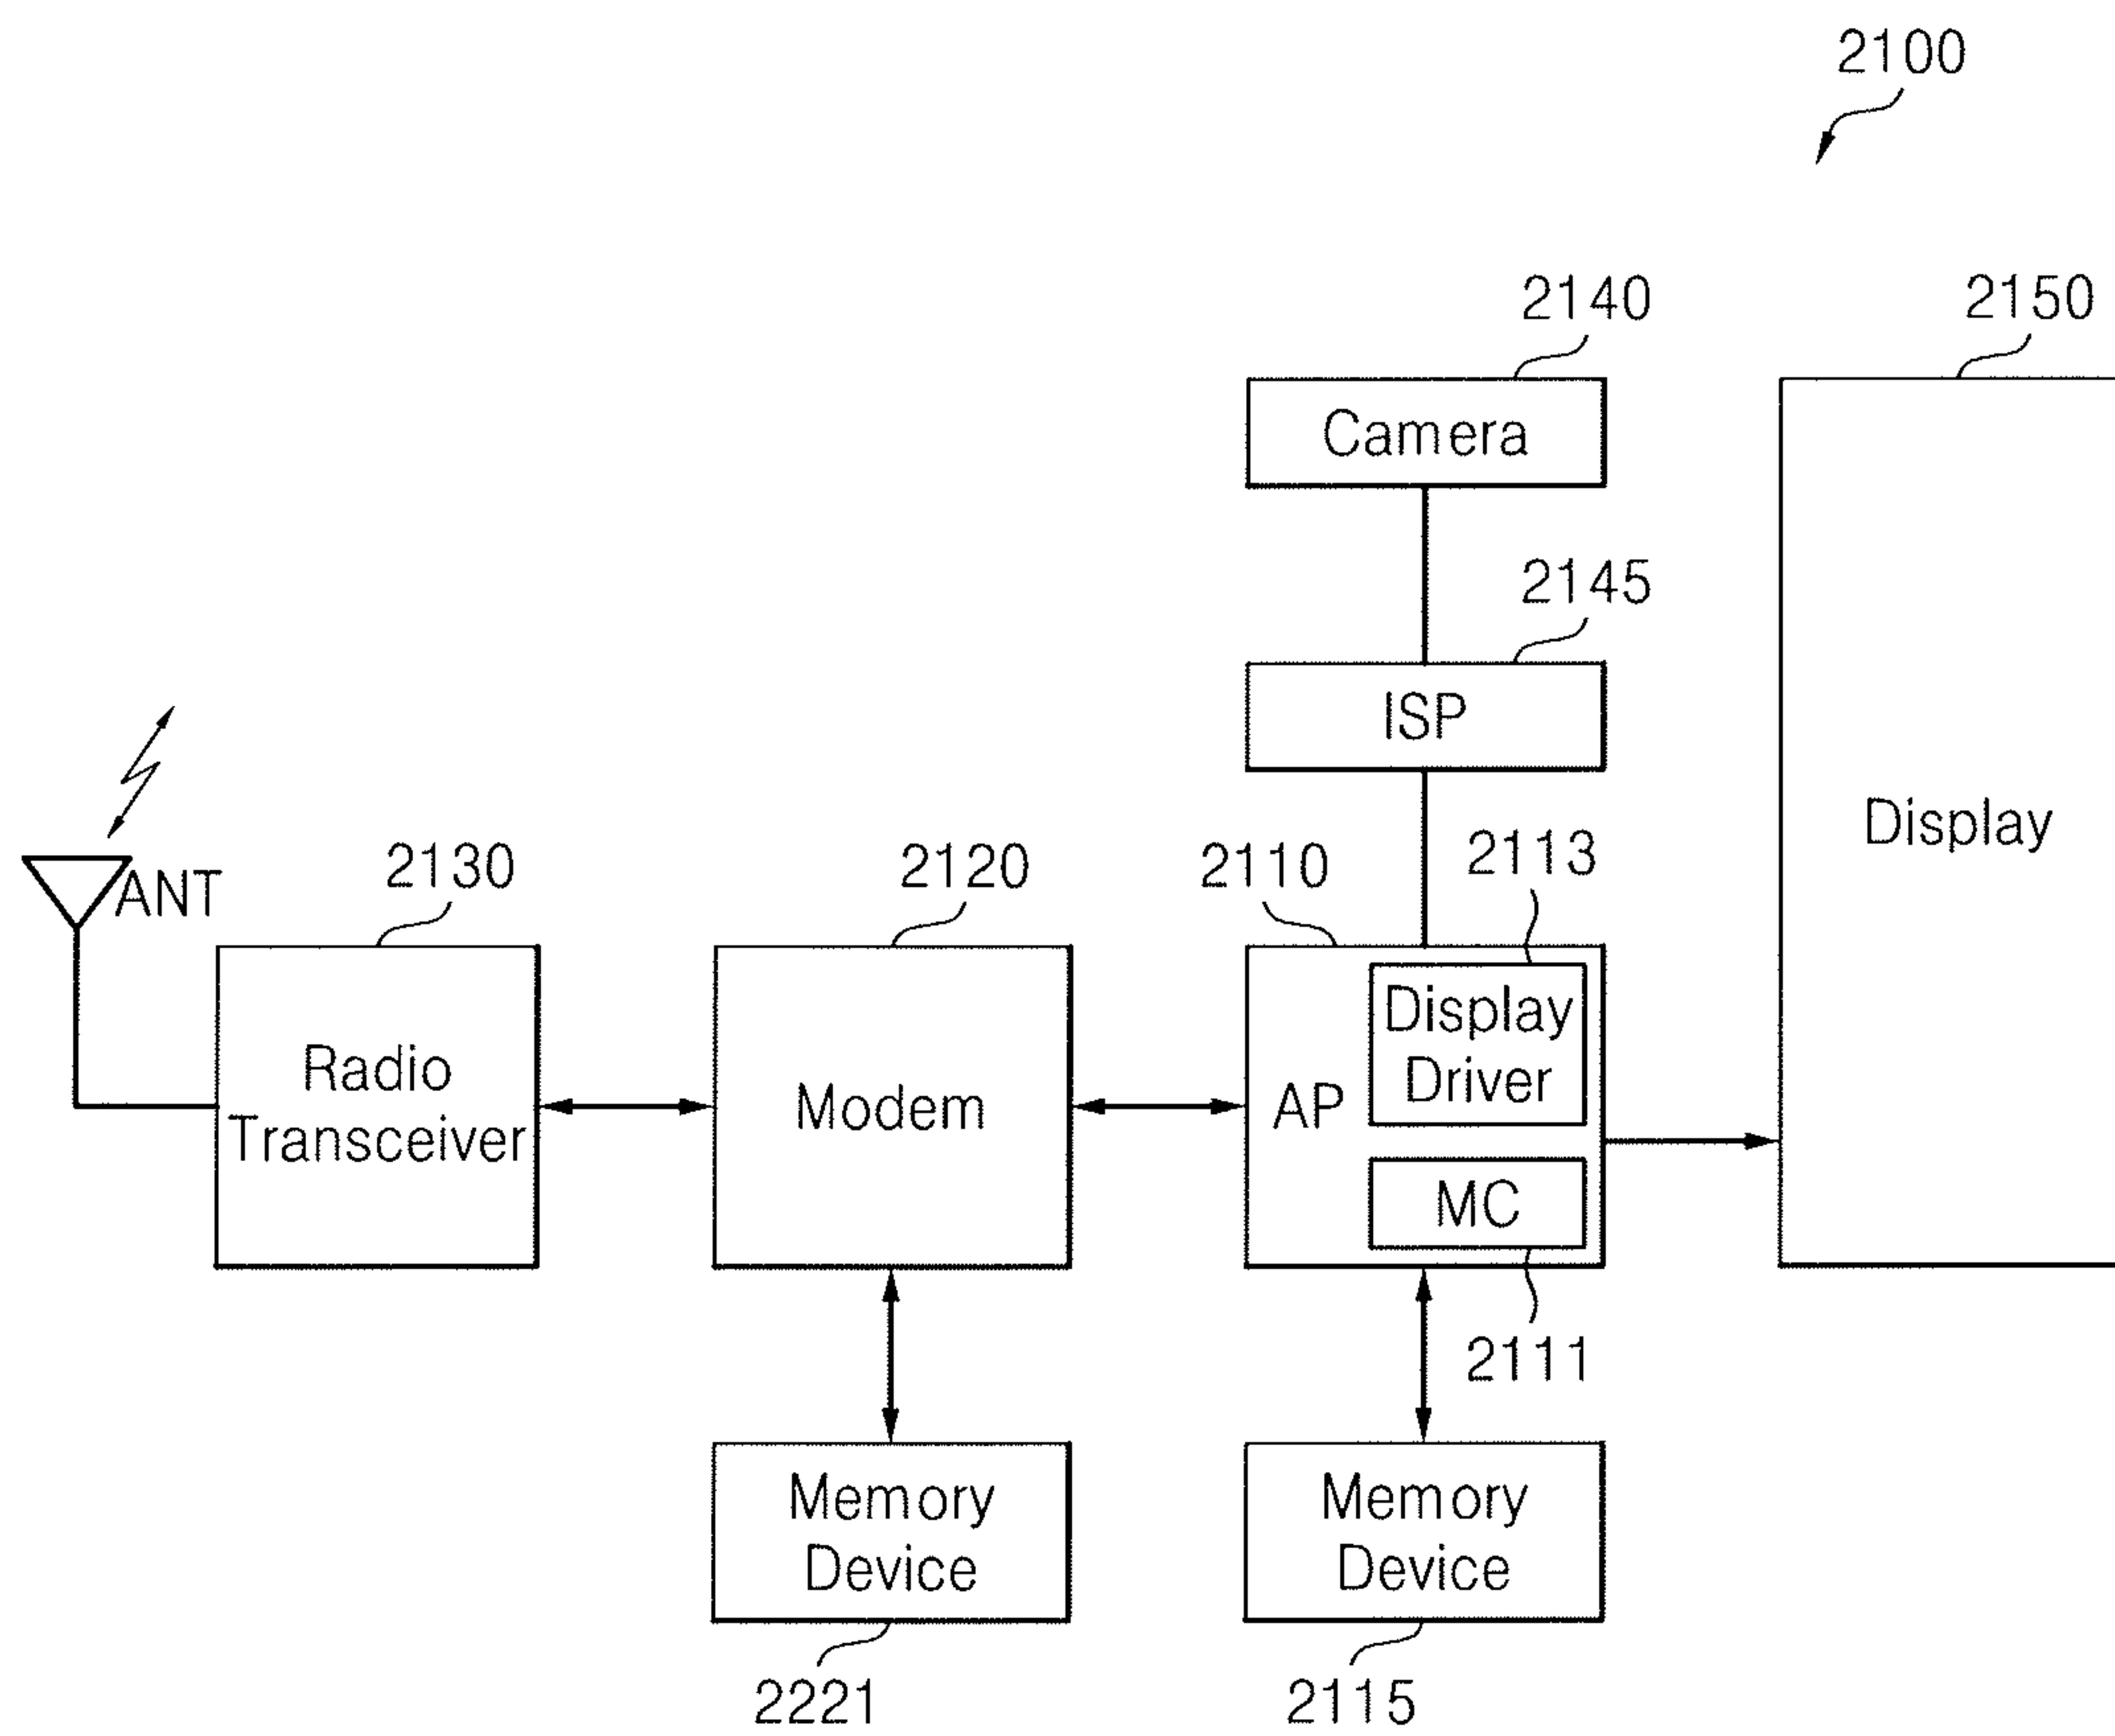 2100
2140
2150
Camera
2145
ISP
Display
2113
2130
2120
2110
ANT
Display
Driver
Radio
Transceiver
Modem
AP
MC
2111
Memory
Device
Memory
Device
2221
2115